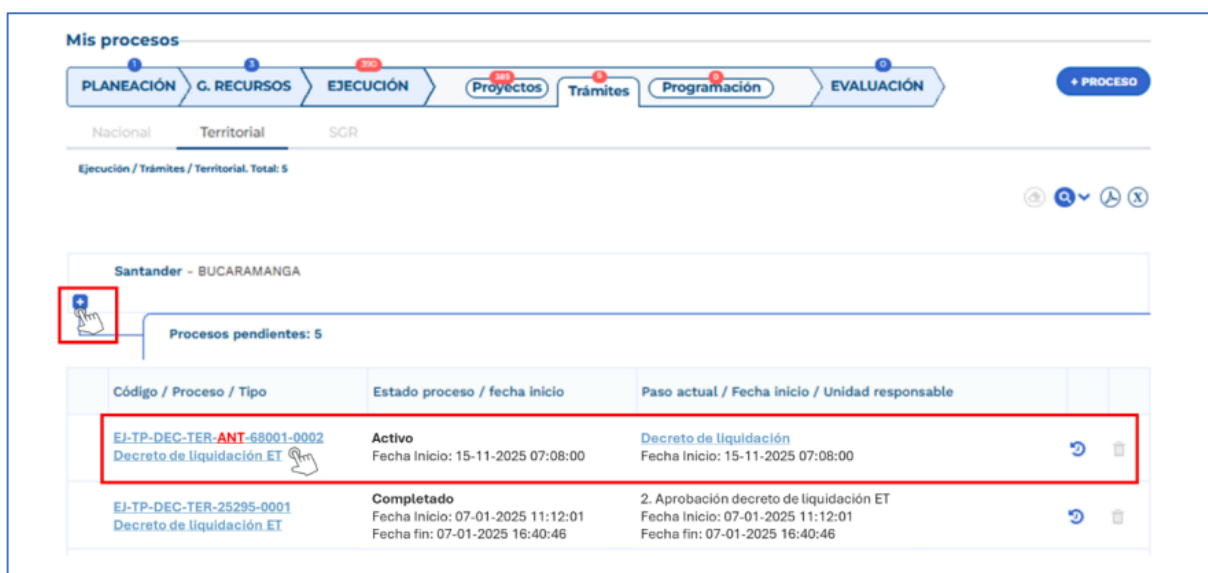 Mis procesos
1 3 390 385 5 0 0
PLANEACIÓN G. RECURSOS EJECUCIÓN Proyectos Trámites Programación EVALUACIÓN + PROCESO
Nacional Territorial SGR
Ejecución / Trámites / Territorial. Total: 5
Santander - BUCARAMANGA
Procesos pendientes: 5
Código / Proceso / Tipo Estado proceso / fecha inicio Paso actual / Fecha inicio / Unidad responsable
EJ-TP-DEC-TER-ANT-68001-0002 Activo Decreto de liquidación
Decreto de liquidación ET Fecha Inicio: 15-11-2025 07:08:00 Fecha Inicio: 15-11-2025 07:08:00
EJ-TP-DEC-TER-25295-0001 Completado 2. Aprobación decreto de liquidación ET
Decreto de liquidación ET Fecha Inicio: 07-01-2025 11:12:01 Fecha Inicio: 07-01-2025 11:12:01
Fecha fin: 07-01-2025 16:40:46 Fecha fin: 07-01-2025 16:40:46